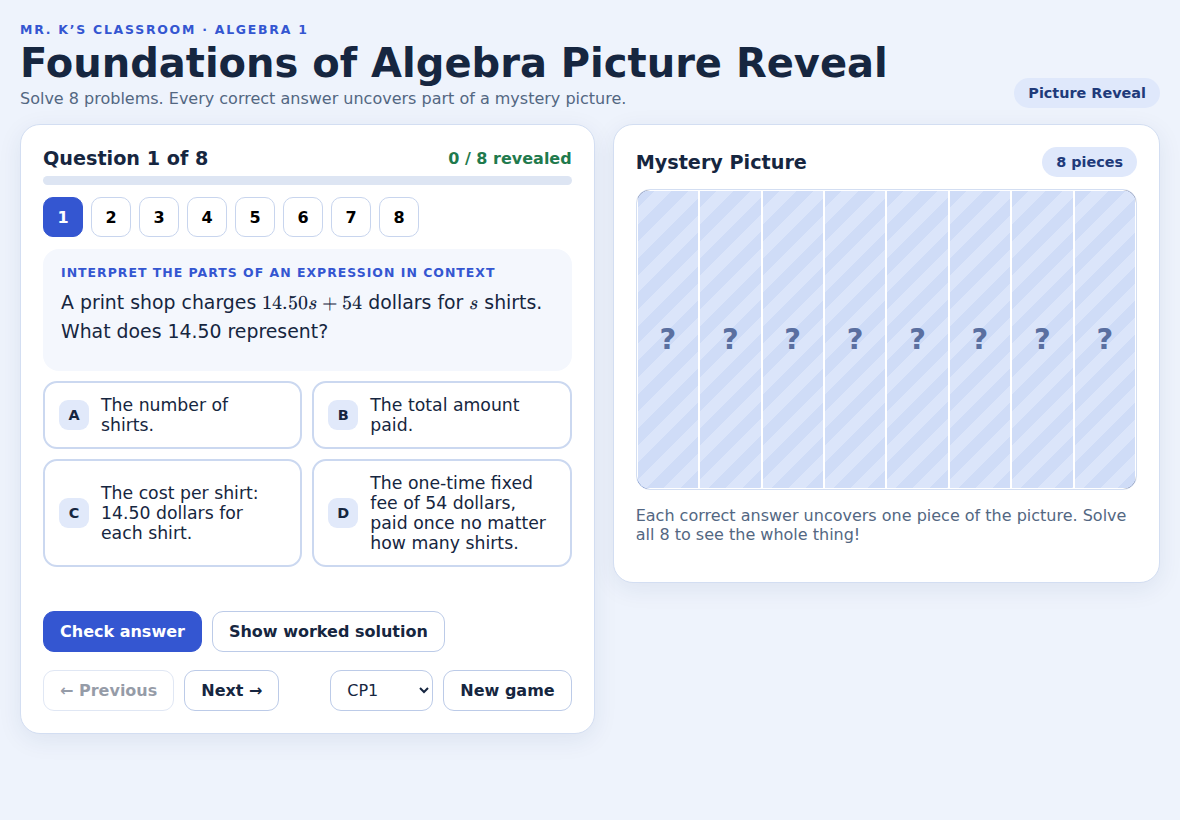 MR. K’S CLASSROOM · ALGEBRA 1
Foundations of Algebra Picture Reveal
Solve 8 problems. Every correct answer uncovers part of a mystery picture.
Picture Reveal
Question 1 of 8
0 / 8 revealed
1 2 3 4 5 6 7 8
INTERPRET THE PARTS OF AN EXPRESSION IN CONTEXT
A print shop charges 14.50s + 54 dollars for s shirts.
What does 14.50 represent?
A
The number of
shirts.
B
The total amount
paid.
C
The cost per shirt:
14.50 dollars for
each shirt.
D
The one-time fixed
fee of 54 dollars,
paid once no matter
how many shirts.
Check answer
Show worked solution
← Previous
Next →
CP1
New game
Mystery Picture
8 pieces
? ? ? ? ? ? ? ?
Each correct answer uncovers one piece of the picture. Solve
all 8 to see the whole thing!